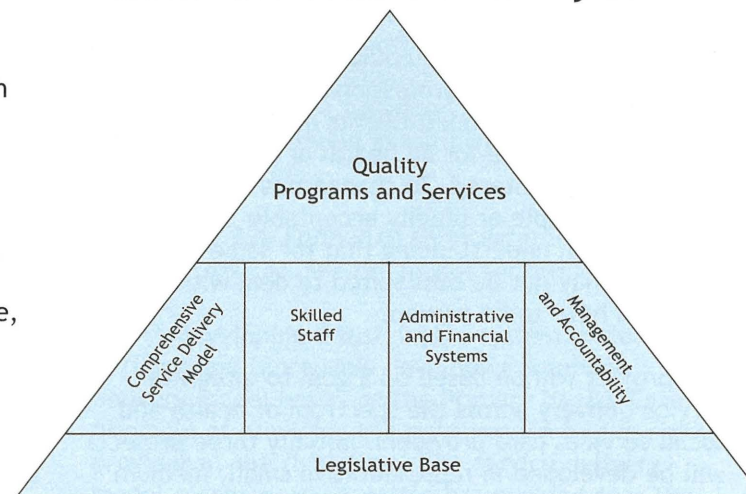 Quality
Programs and Services
Comprehensive
Service Delivery
Model
Skilled
Staff
Administrative
and Financial
Systems
Management
and Accountability
Legislative Base